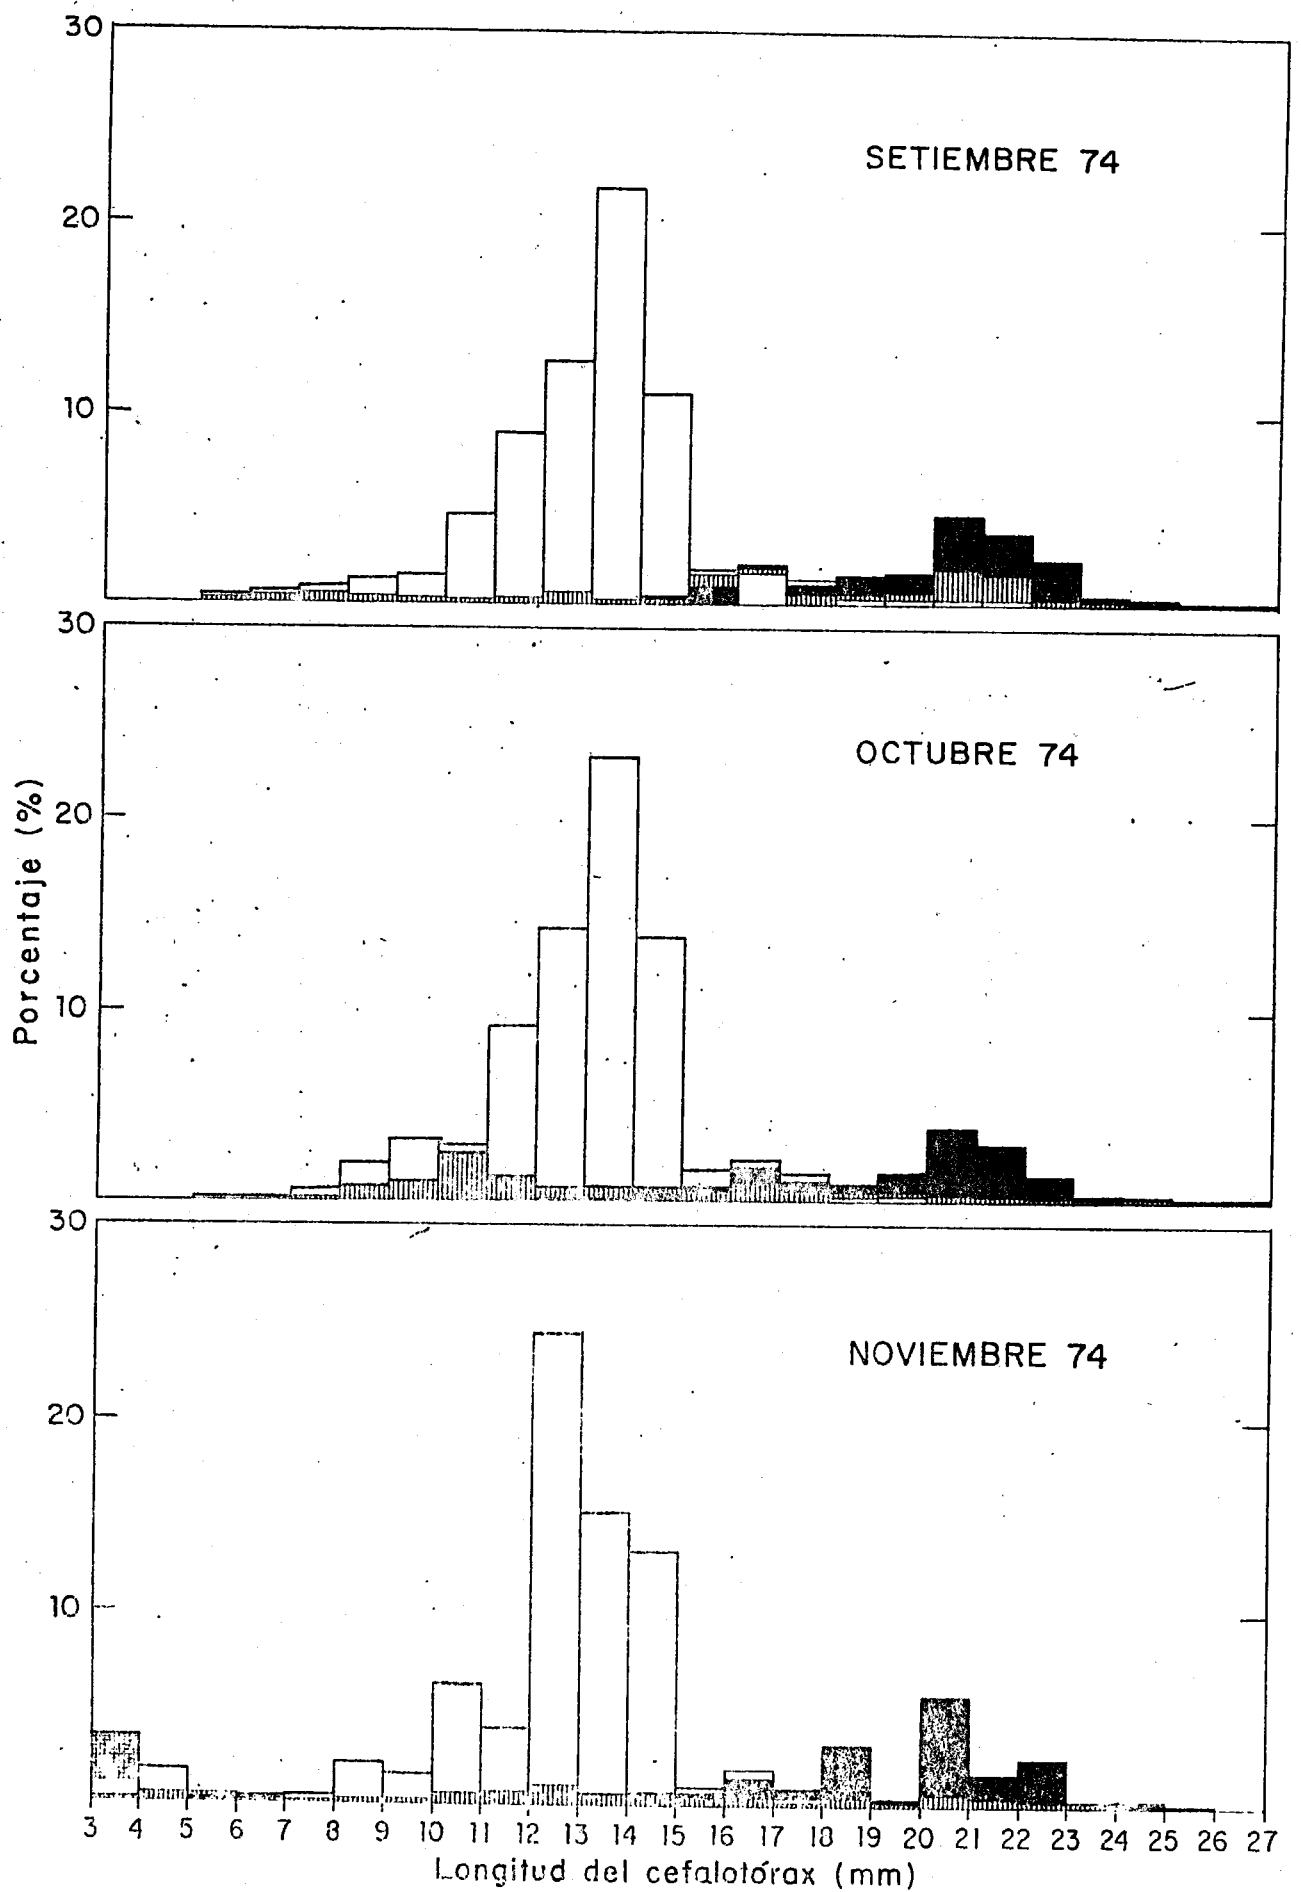 30
SETIEMBRE 74
20
10
30
OCTUBRE 74
20
10
Porcentaje (%)
30
NOVIEMBRE 74
20
10
3 4 5 6 7 8 9 10 11 12 13 14 15 16 17 18 19 20 21 22 23 24 25 26 27
Longitud del cefalotórax (mm)